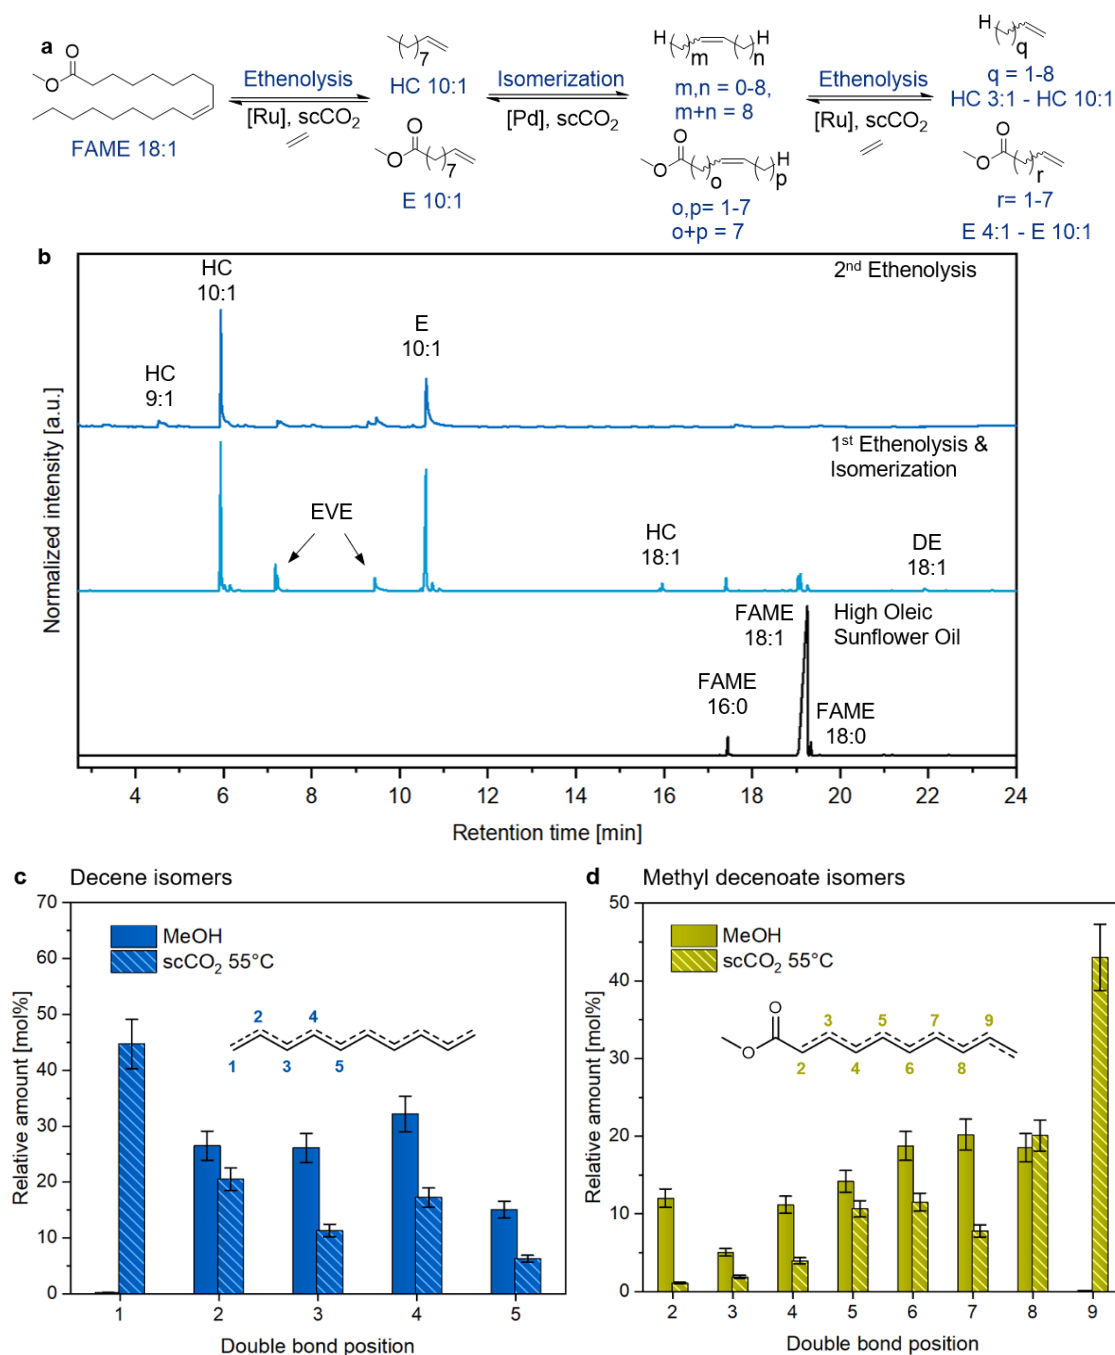 a
O
O
FAME 18:1
Ethenolysis
[Ru], scCO2
7
HC 10:1
O
O
7
E 10:1
Isomerization
[Pd], scCO2
H
H
m
n
m,n = 0-8,
m+n = 8
O
O
H
o
p
o,p= 1-7
o+p = 7
Ethenolysis
[Ru], scCO2
H
q
q = 1-8
HC 3:1 - HC 10:1
O
O
r
r= 1-7
E 4:1 - E 10:1
b
2nd Ethenolysis
HC
10:1
E
10:1
HC
9:1
1st Ethenolysis &
Isomerization
EVE
HC
18:1
DE
18:1
High Oleic
Sunflower Oil
FAME
18:1
FAME
16:0
FAME
18:0
Normalized intensity [a.u.]
4 6 8 10 12 14 16 18 20 22 24
Retention time [min]
c Decene isomers
70
60
50
40
30
20
10
0
Relative amount [mol%]
MeOH
scCO2 55°C
2 4
1 3 5
1 2 3 4 5
Double bond position
d Methyl decenoate isomers
50
40
30
20
10
0
Relative amount [mol%]
MeOH
scCO2 55°C
O
O
3 5 7 9
2 4 6 8
2 3 4 5 6 7 8 9
Double bond position